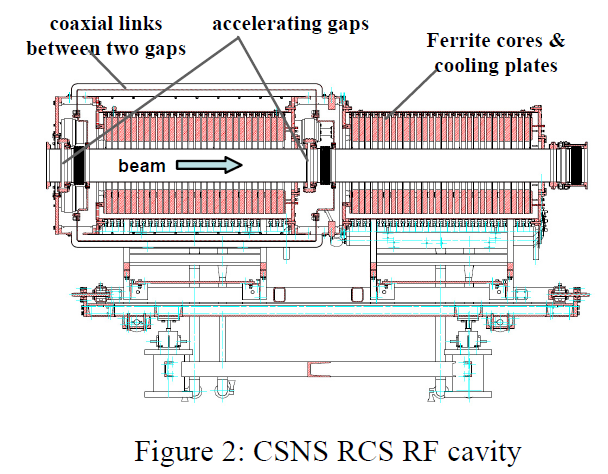 coaxial links
between two gaps
accelerating gaps
Ferrite cores &
cooling plates
beam
Figure 2: CSNS RCS RF cavity